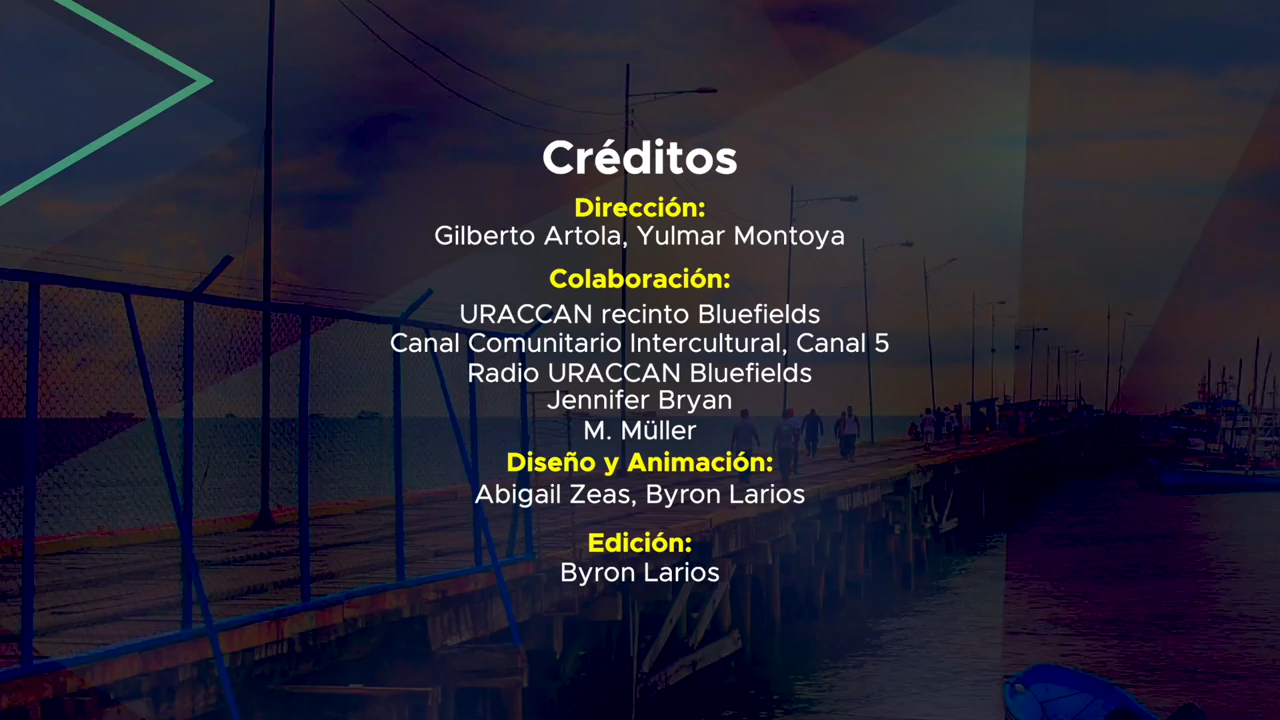 Créditos
Dirección:
Gilberto Artola, Yulmar Montoya
Colaboración:
URACCAN recinto Bluefields
Canal Comunitario Intercultural, Canal 5
Radio URACCAN Bluefields
Jennifer Bryan
M. Müller
Diseño y Animación:
Abigail Zeas, Byron Larios
Edición:
Byron Larios